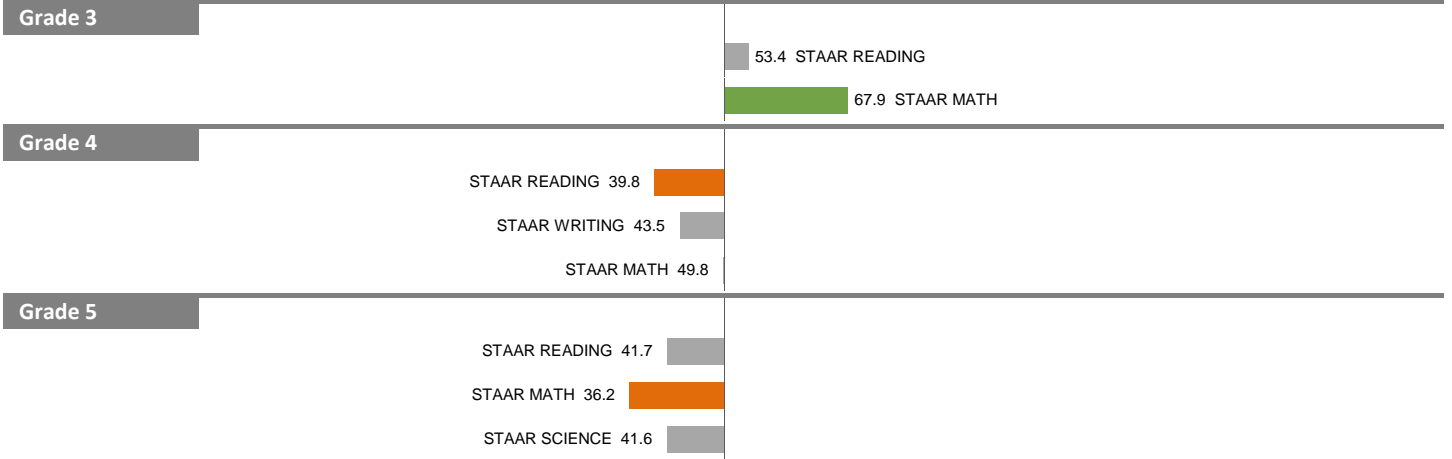 Grade 3
53.4 STAAR READING
67.9 STAAR MATH
Grade 4
STAAR READING 39.8
STAAR WRITING 43.5
STAAR MATH 49.8
Grade 5
STAAR READING 41.7
STAAR MATH 36.2
STAAR SCIENCE 41.6